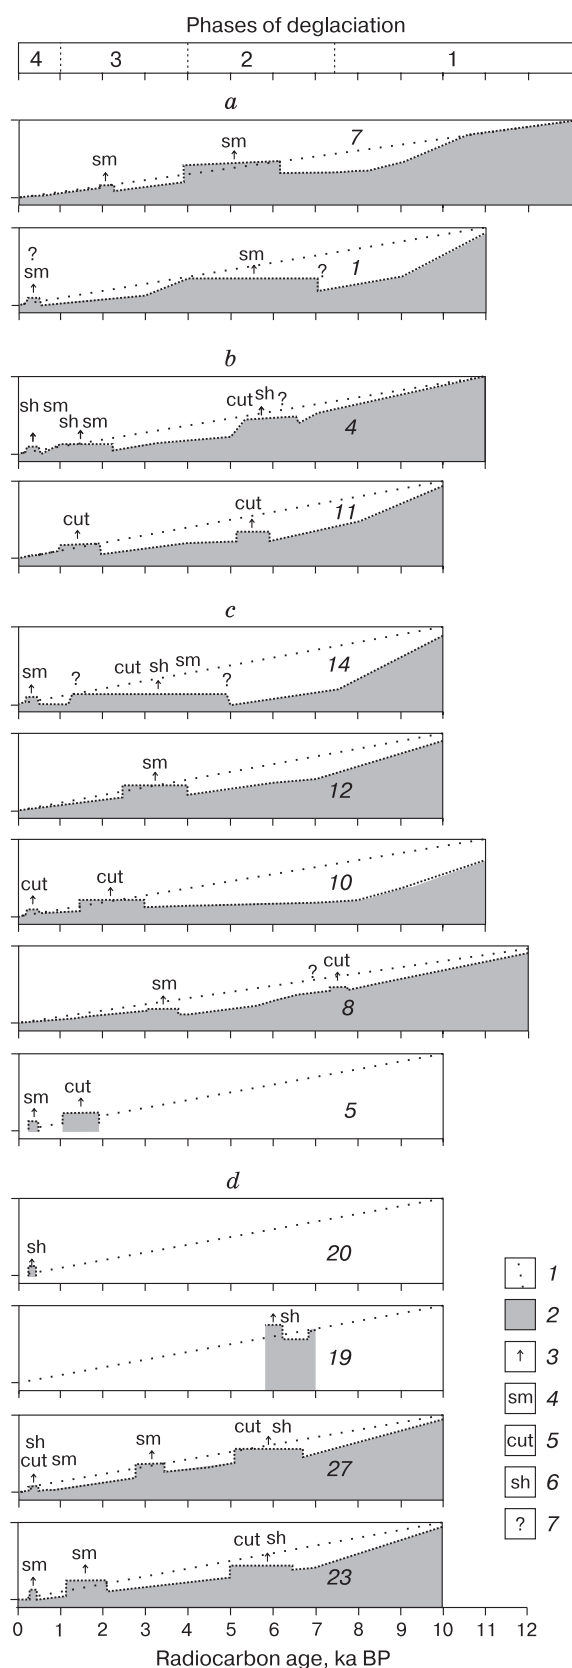 Phases of deglaciation
4 3 2 1
a
sm sm 7
? sm
sm ? 1
b
cut sh ?
sh sm sh sm 4
cut cut 11
c
cut sh sm
sm ? ? 14
sm
12
cut cut 10
? cut
sm 8
sm cut 5
d
sh 20
sh
19
sh cut sh
cut sm sm
27
cut sh
sm sm
23
1
2
3
sm 4
cut 5
sh 6
? 7
0 1 2 3 4 5 6 7 8 9 10 11 12
Radiocarbon age, ka BP